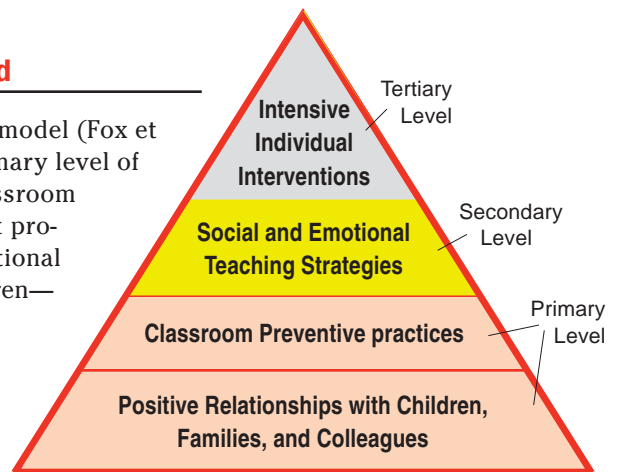 d
model (Fox et
nary level of
ssroom
t pro-
tional
ren—
Intensive
Individual
Interventions
Tertiary
Level
Social and Emotional
Teaching Strategies
Secondary
Level
Classroom Preventive practices
Primary
Level
Positive Relationships with Children,
Families, and Colleagues